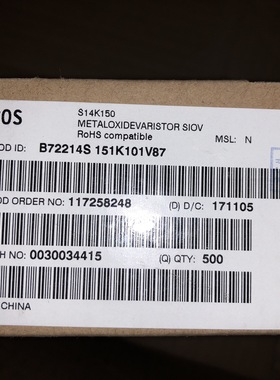 COS
S14K150
METALOXIDEVARISTOR SIOV
RoHS compatible
MSL: N
OD ID: B72214S 151K101V87
OD ORDER NO: 117258248 (D) D/C: 171105
H NO: 0030034415 (Q) QTY: 500
CHINA